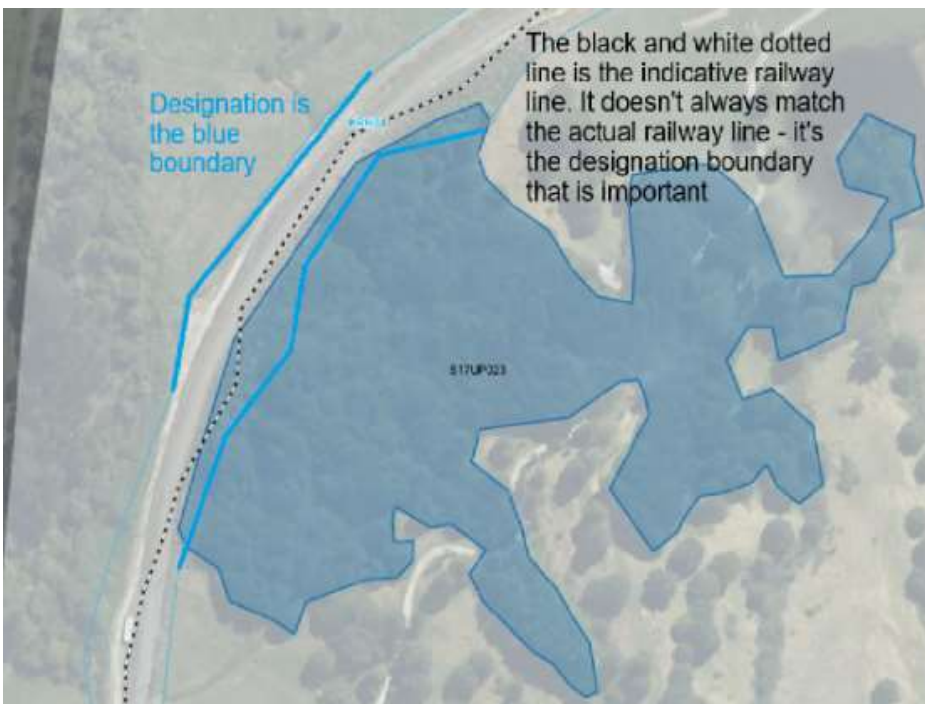 The black and white dotted
line is the indicative railway
line. It doesn't always match
the actual railway line - it's
the designation boundary
that is important
Designation is
the blue
boundary
S17UP023